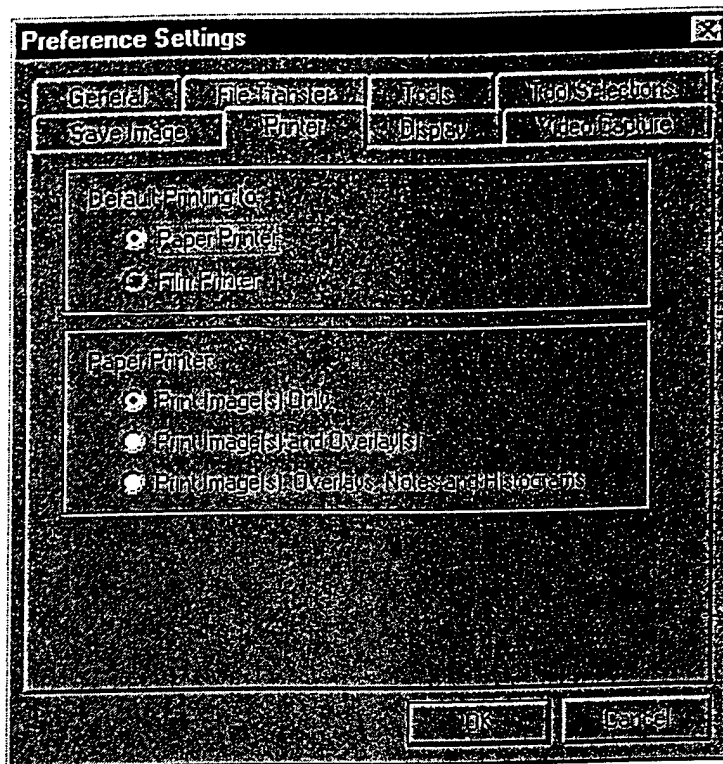 Preference Settings
General File Transfer Tools Tool Selections
Save Image Printer Display Video Capture
Default Printing to:
Paper Printer
Film Printer
Paper Printer
Print Image(s) Only
Print Image(s) and Overlay(s)
Print Image(s), Overlays, Notes and Histograms
OK Cancel